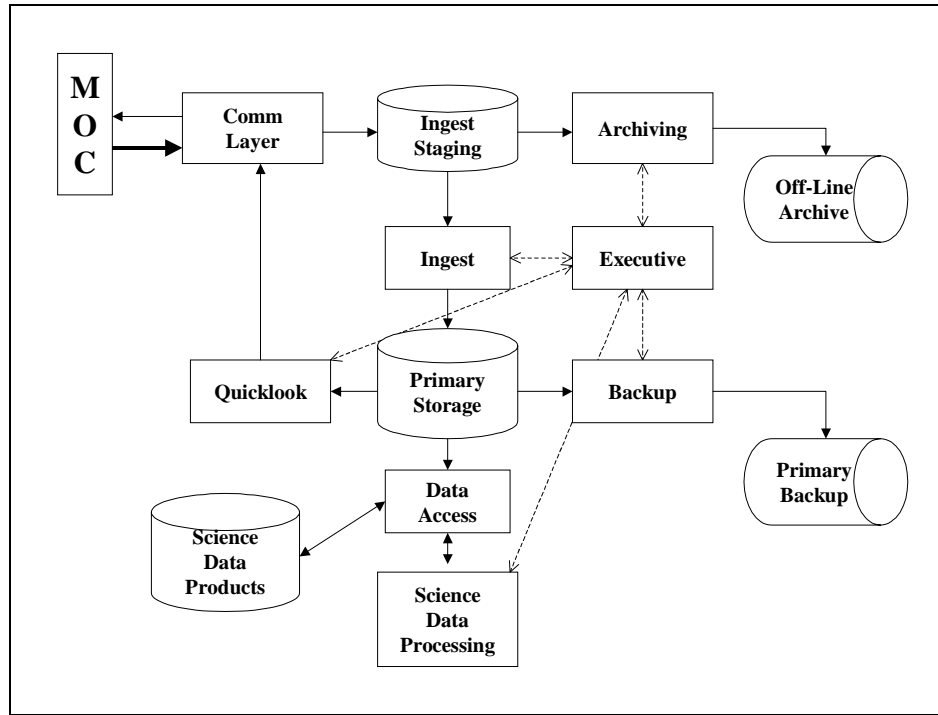 M
O
C
Comm
Layer
Ingest
Staging
Archiving
Off-Line
Archive
Ingest
Executive
Quicklook
Primary
Storage
Backup
Primary
Backup
Data
Access
Science
Data
Products
Science
Data
Processing